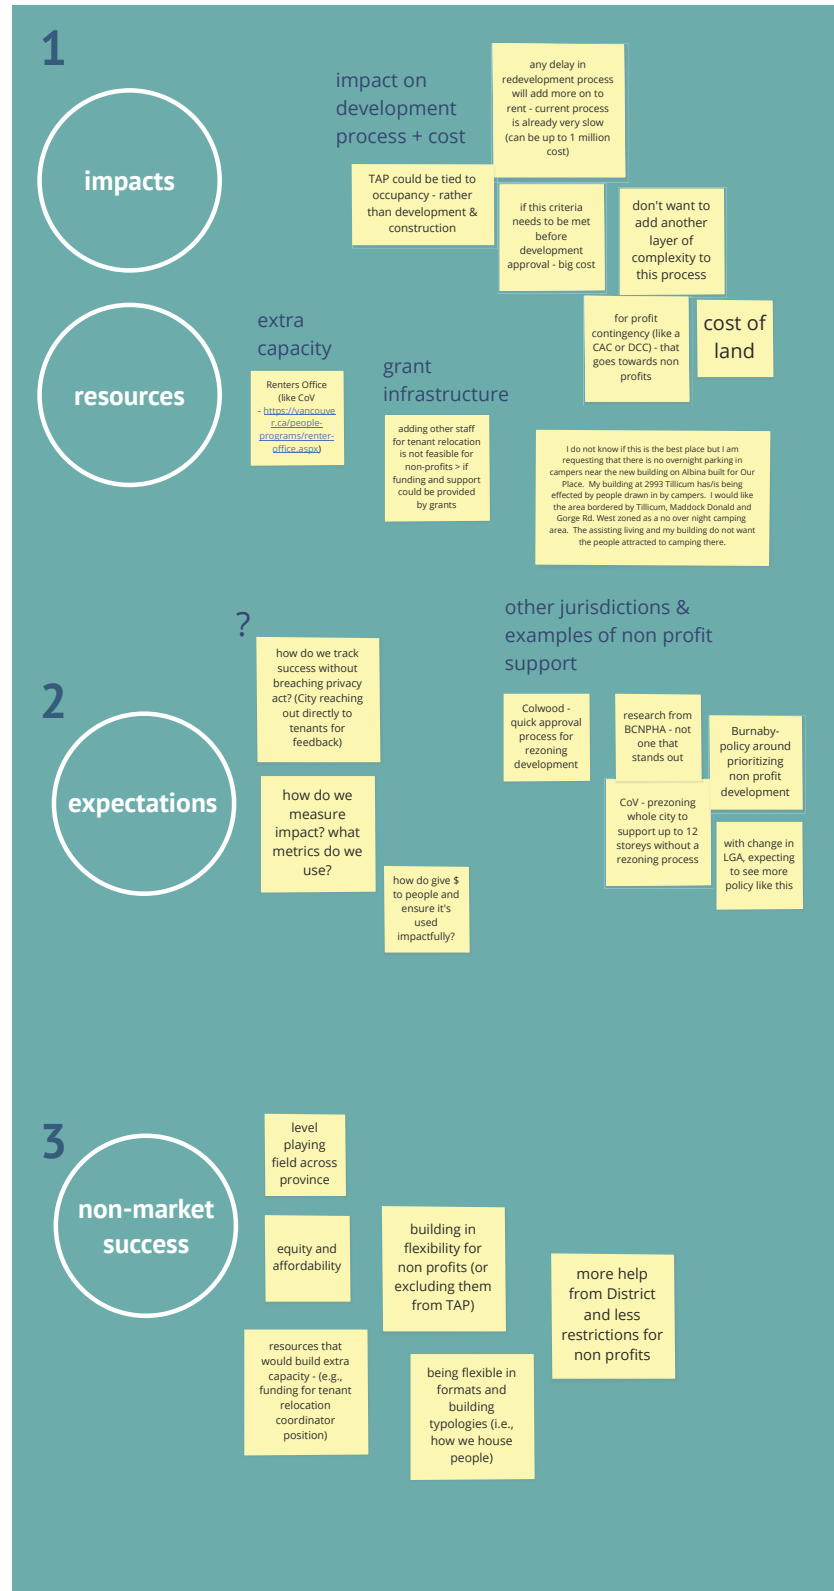 1
impacts
impact on
development
process + cost
any delay in
redevelopment process
will add more on to
rent - current process
is already very slow
(can be up to 1 million
cost)
TAP could be tied to
occupancy - rather
than development &
construction
if this criteria
needs to be met
before
development
approval - big cost
don't want to
add another
layer of
complexity to
this process
for profit
contingency (like a
CAC or DCC) - that
goes towards non
profits
cost of
land
resources
extra
capacity
Renters Office
(like CoV
- https://vancouve
r.ca/people-
programs/renter-
office.aspx)
grant
infrastructure
adding other staff
for tenant relocation
is not feasible for
non-profits > if
funding and support
could be provided
by grants
I do not know if this is the best place but I am
requesting that there is no overnight parking in
campers near the new building on Albina built for Our
Place. My building at 2993 Tillicum has/is being
effected by people drawn in by campers. I would like
the area bordered by Tillicum, Maddock Donald and
Gorge Rd. West zoned as a no over night camping
area. The assisting living and my building do not want
the people attracted to camping there.
2
expectations
?
how do we track
success without
breaching privacy
act? (City reaching
out directly to
tenants for
feedback)
how do we
measure
impact? what
metrics do we
use?
how do give $
to people and
ensure it's
used
impactfully?
other jurisdictions &
examples of non profit
support
Colwood -
quick approval
process for
rezoning
development
research from
BCNPHA - not
one that
stands out
Burnaby-
policy around
prioritizing
non profit
development
CoV - prezoning
whole city to
support up to 12
storeys without a
rezoning process
with change in
LGA, expecting
to see more
policy like this
3
non-market
success
level
playing
field across
province
equity and
affordability
building in
flexibility for
non profits (or
excluding them
from TAP)
more help
from District
and less
restrictions for
non profits
resources that
would build extra
capacity - (e.g.,
funding for tenant
relocation
coordinator
position)
being flexible in
formats and
building
typologies (i.e.,
how we house
people)